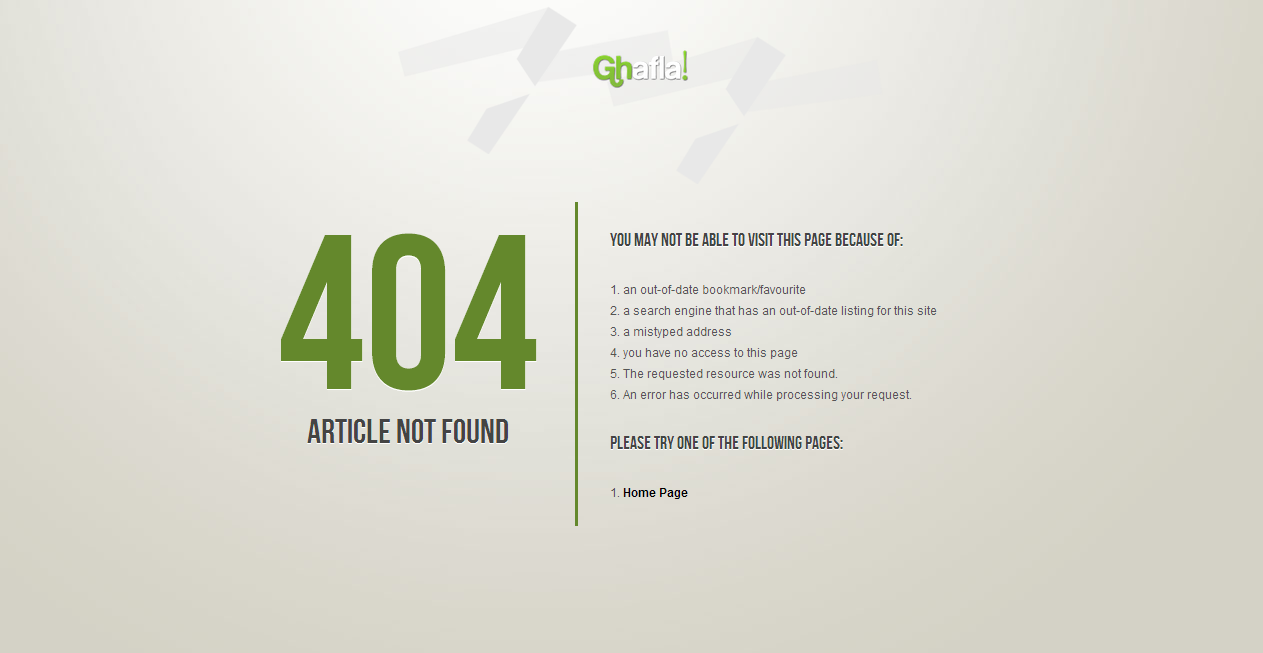 Ghafla!
404
ARTICLE NOT FOUND
YOU MAY NOT BE ABLE TO VISIT THIS PAGE BECAUSE OF:
1. an out-of-date bookmark/favourite
2. a search engine that has an out-of-date listing for this site
3. a mistyped address
4. you have no access to this page
5. The requested resource was not found.
6. An error has occurred while processing your request.
PLEASE TRY ONE OF THE FOLLOWING PAGES:
1. Home Page